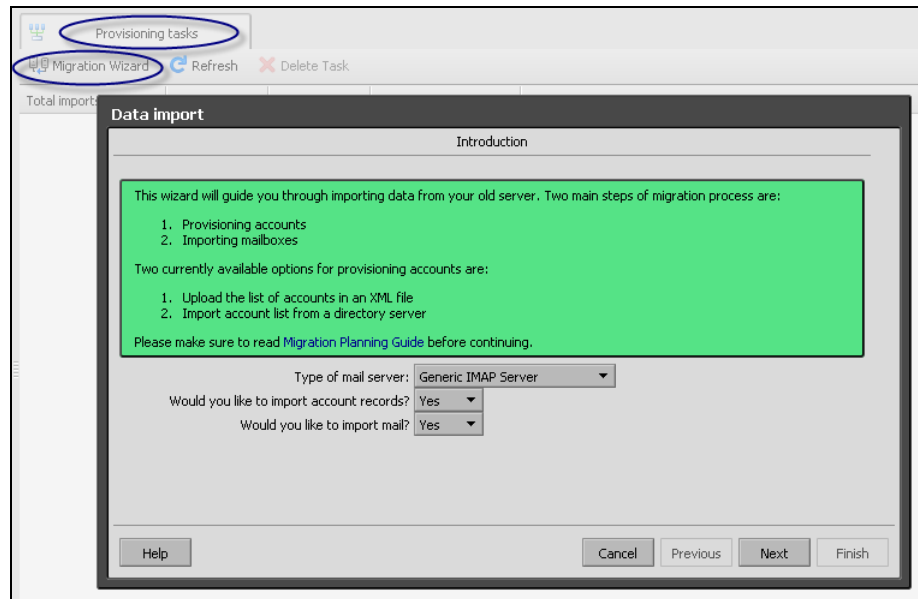 Provisioning tasks
Migration Wizard Refresh Delete Task
Total imports
Data import
Introduction
This wizard will guide you through importing data from your old server. Two main steps of migration process are:
1. Provisioning accounts
2. Importing mailboxes
Two currently available options for provisioning accounts are:
1. Upload the list of accounts in an XML file
2. Import account list from a directory server
Please make sure to read Migration Planning Guide before continuing.
Type of mail server: Generic IMAP Server
Would you like to import account records? Yes
Would you like to import mail? Yes
Help Cancel Previous Next Finish